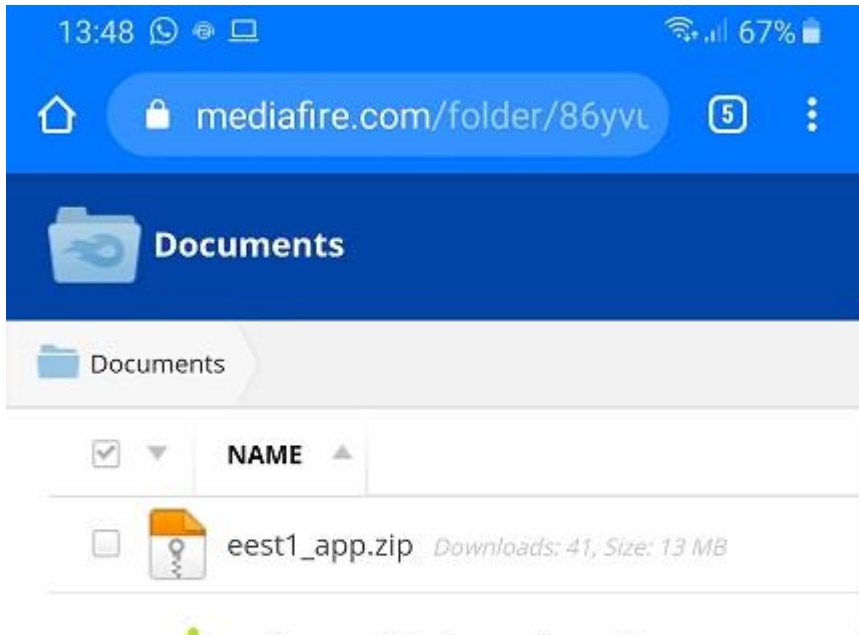 13:48 67%
mediafire.com/folder/86yvu 5
Documents
Documents
NAME
eest1_app.zip Downloads: 41, Size: 13 MB